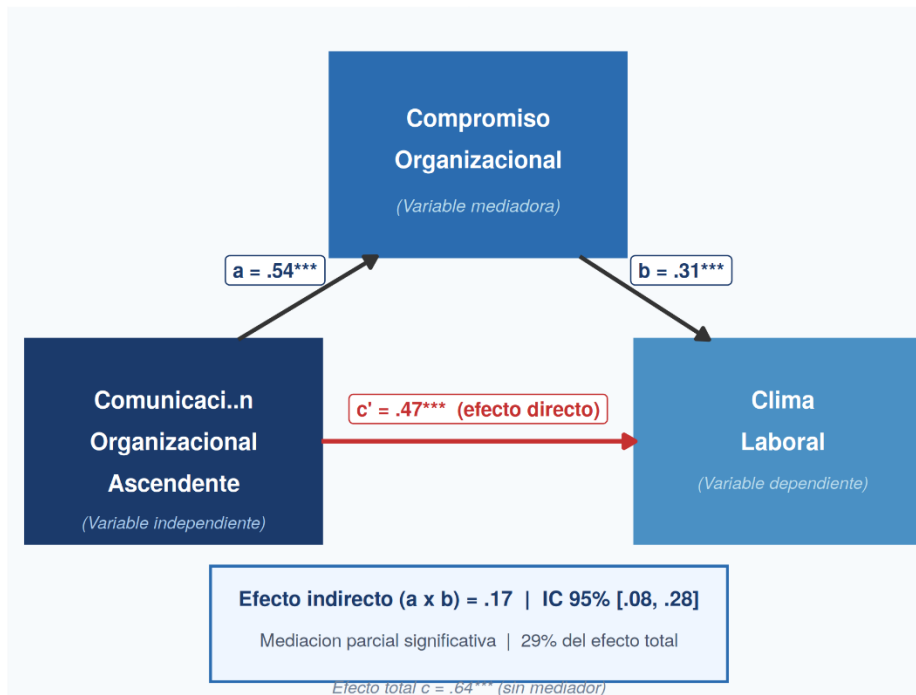 Compromiso
Organizacional
(Variable mediadora)
a = .54***
b = .31***
Comunicaci..n
Organizacional
Ascendente
(Variable independiente)
c' = .47*** (efecto directo)
Clima
Laboral
(Variable dependiente)
Efecto indirecto (a x b) = .17 | IC 95% [.08, .28]
Mediacion parcial significativa | 29% del efecto total
Efecto total c = .64*** (sin mediador)